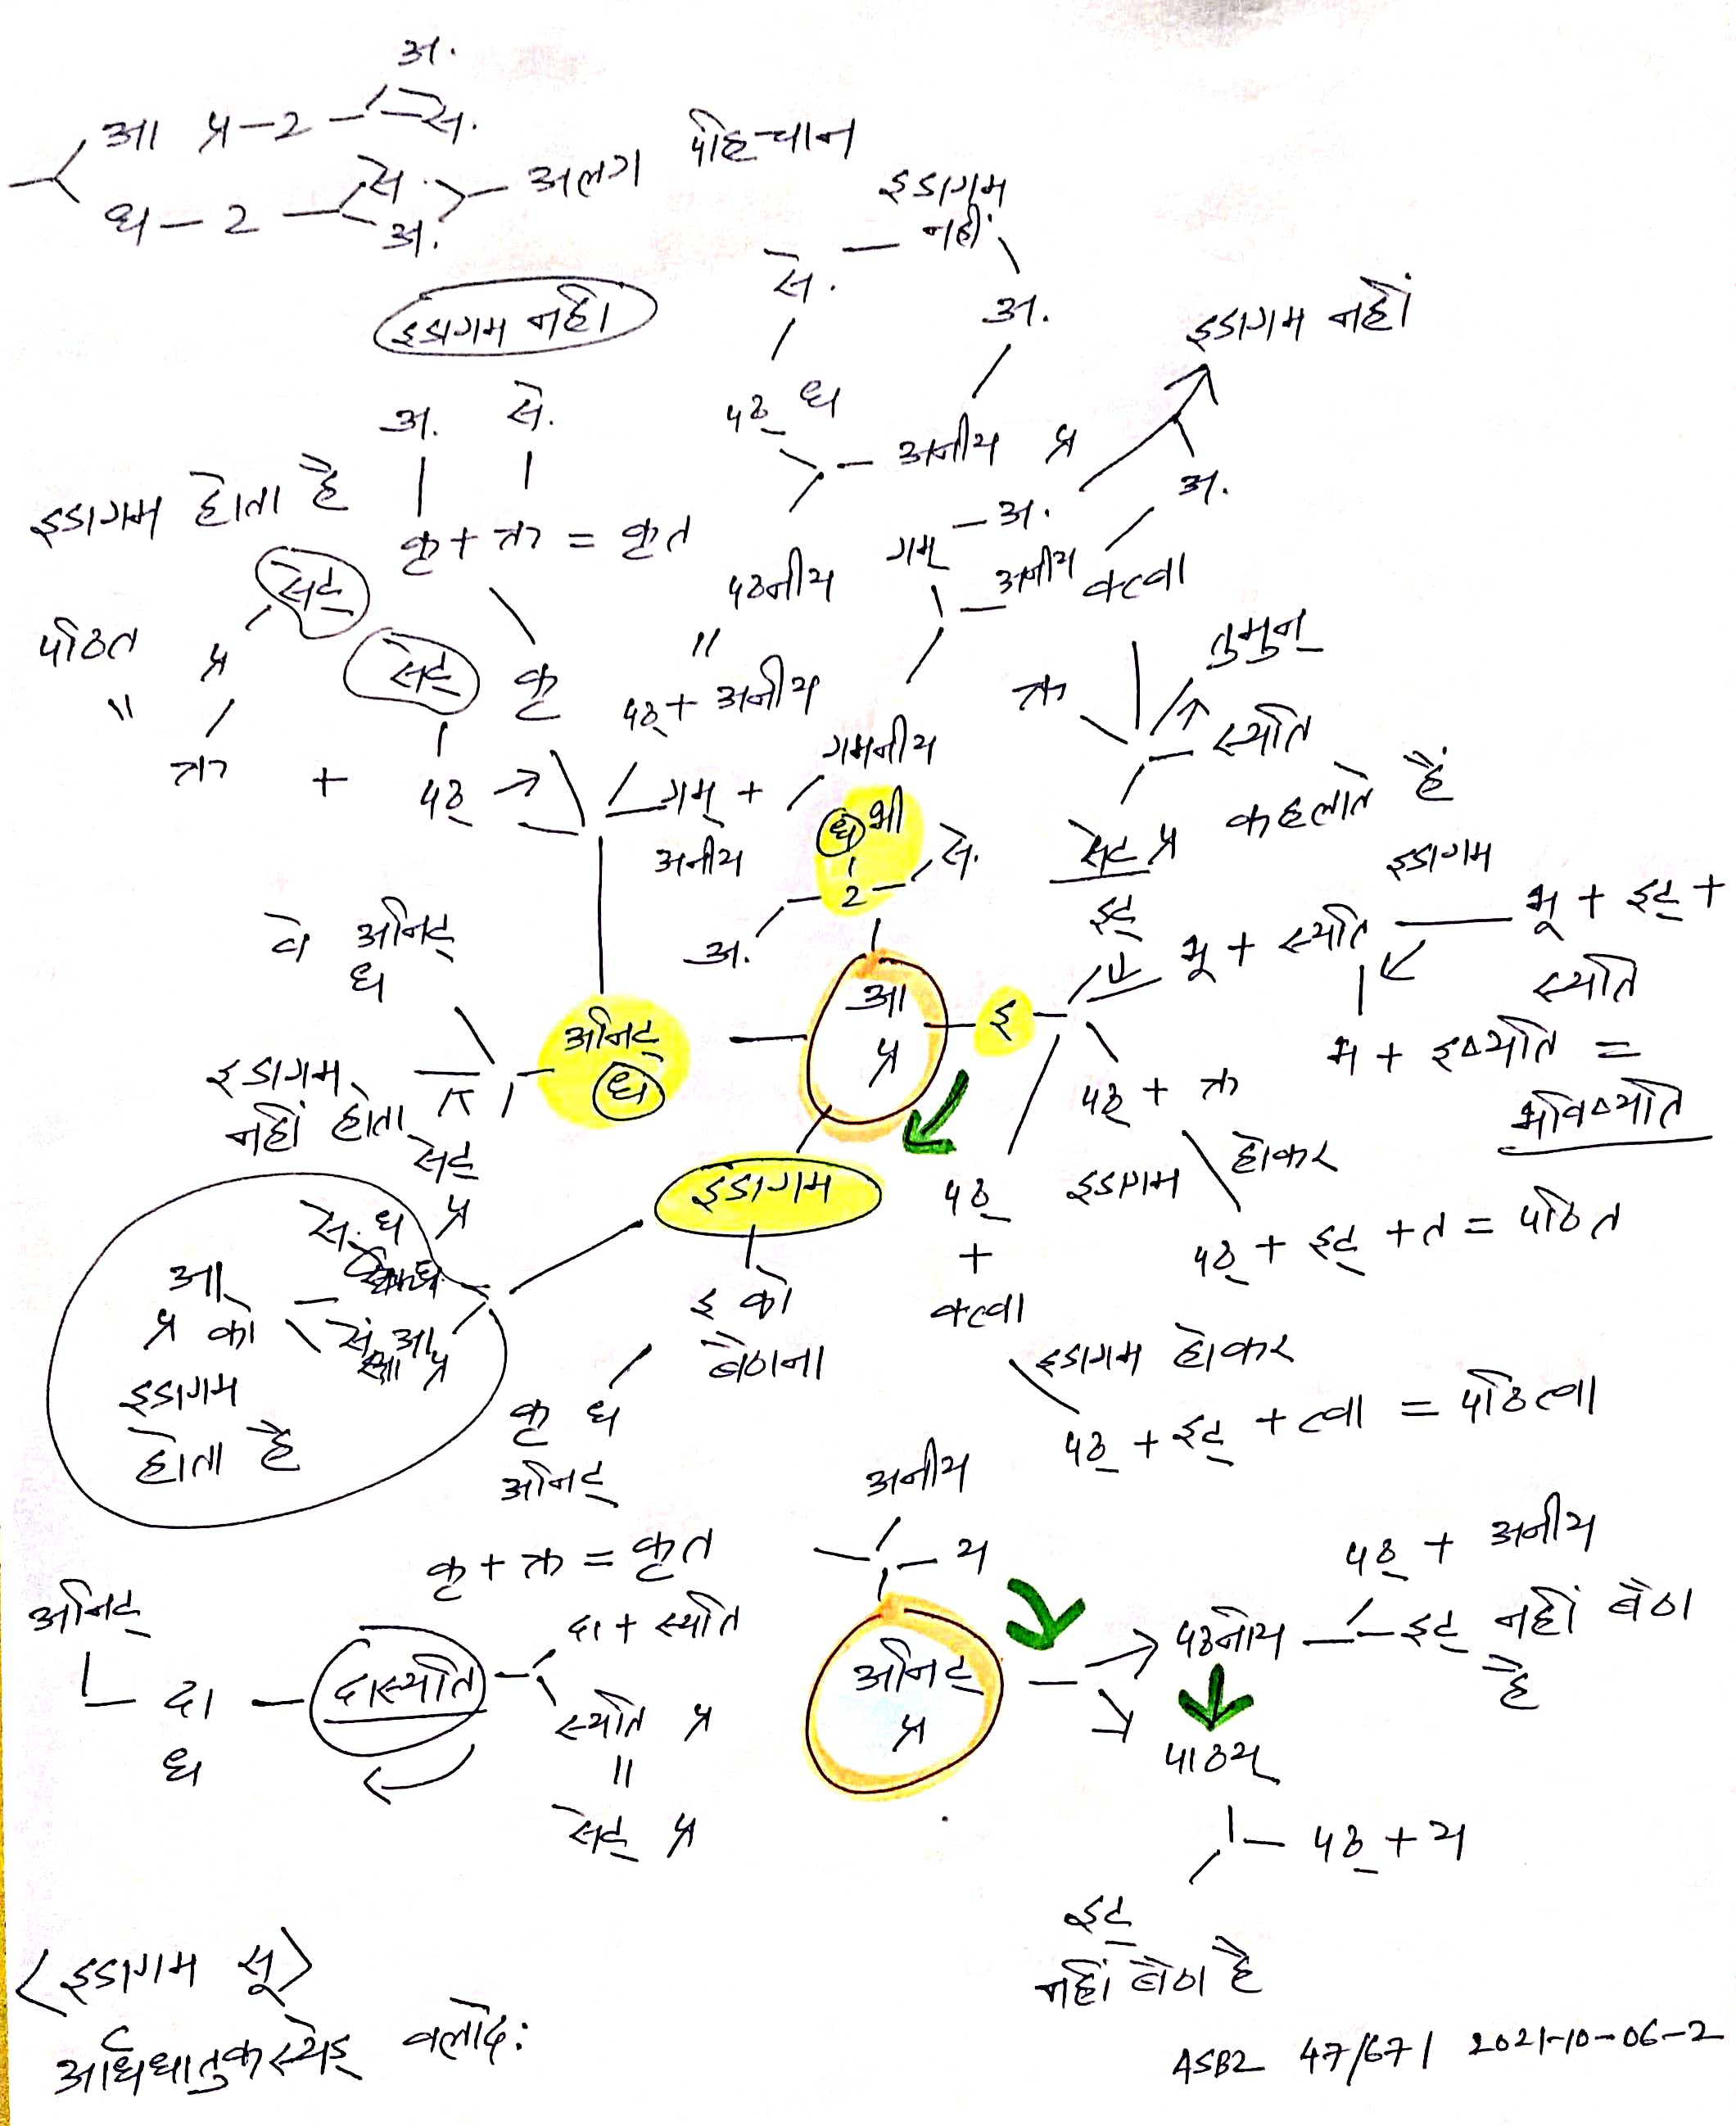 अ.
आ प्र-2 - से.
ध-2 - से. - अलग पहिचान
अ.
इडागम नहीं
से. - इडागम नहीं
अ.
इडागम नहीं
अ. से.
पठ् ध
अनीय प्र
अ.
इडागम होता है
कृ + क्त = कृत
गम् - अ.
अनीय
क्त्वा
सेट्
पठनीय
"
पठित प्र
"
सेट् कृ
पठ् + अनीय
क्त
तुमुन्
स्यति
क्त + पठ् →
गम् + अनीय
गमनीय
ध भी
2 - से.
अ.
सेट् प्र कहलाते हैं
इट्
इडागम
भू + स्यति - भू + इट् + स्यति
भ + इष्यति =
भविष्यति
वे अनिट् ध
अनिट् ध
आ प्र
इ
इडागम नहीं होता
सेट् प्र
पठ् + क्त
इडागम होकर
पठ् + इट् + त = पठित
इडागम
इ को बैठाना
पठ्
+
क्त्वा
इडागम होकर
पठ् + इट् + त्वा = पठित्वा
से. ध
आ प्र को
इडागम
होता है
कृ ध
अनिट्
कृ + क्त = कृत
अनीय
य
अनिट् प्र
पठ् + अनीय
पठनीय - इट् नहीं बैठा है
पाठय्
पठ् + य
इट्
नहीं बैठा है
अनिट्
दा ध
दास्यति
दा + स्यति
स्यति प्र
॥
सेट् प्र
<इडागम सू>
आर्धधातुकस्येड् वलादेः
ASB2 47/671 2021-10-06-2